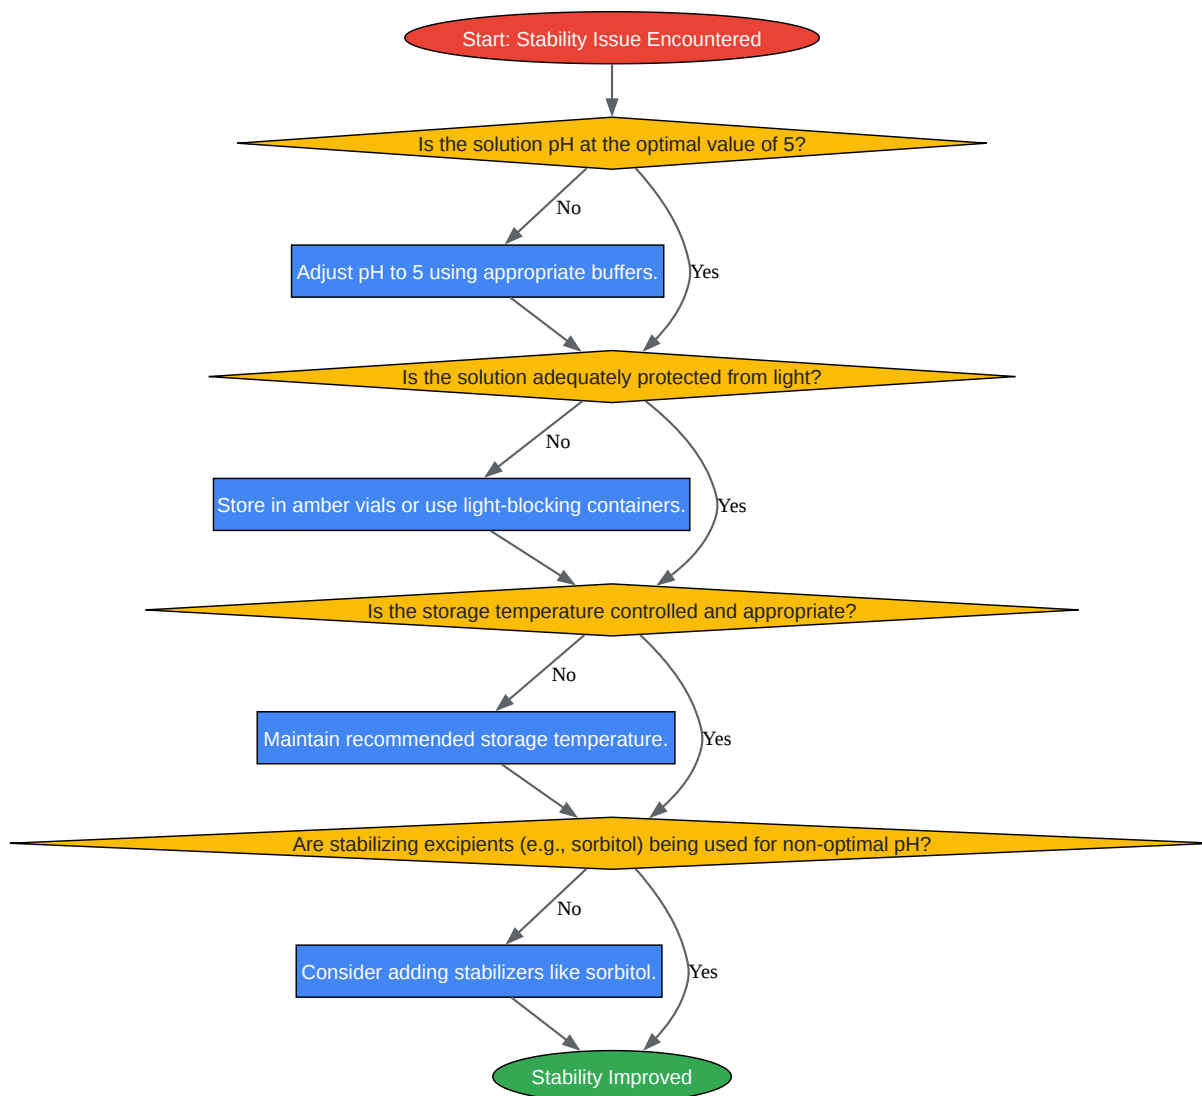 Start: Stability Issue Encountered
Is the solution pH at the optimal value of 5?
No
Adjust pH to 5 using appropriate buffers.
Yes
Is the solution adequately protected from light?
No
Store in amber vials or use light-blocking containers.
Yes
Is the storage temperature controlled and appropriate?
No
Maintain recommended storage temperature.
Yes
Are stabilizing excipients (e.g., sorbitol) being used for non-optimal pH?
No
Consider adding stabilizers like sorbitol.
Yes
Stability Improved